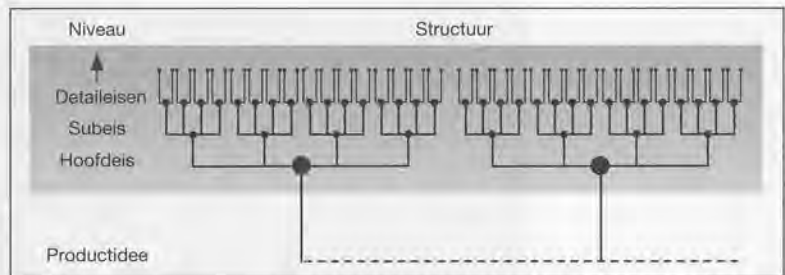 Niveau Structuur
Detaileisen
Subeis
Hoofdeis
Productidee